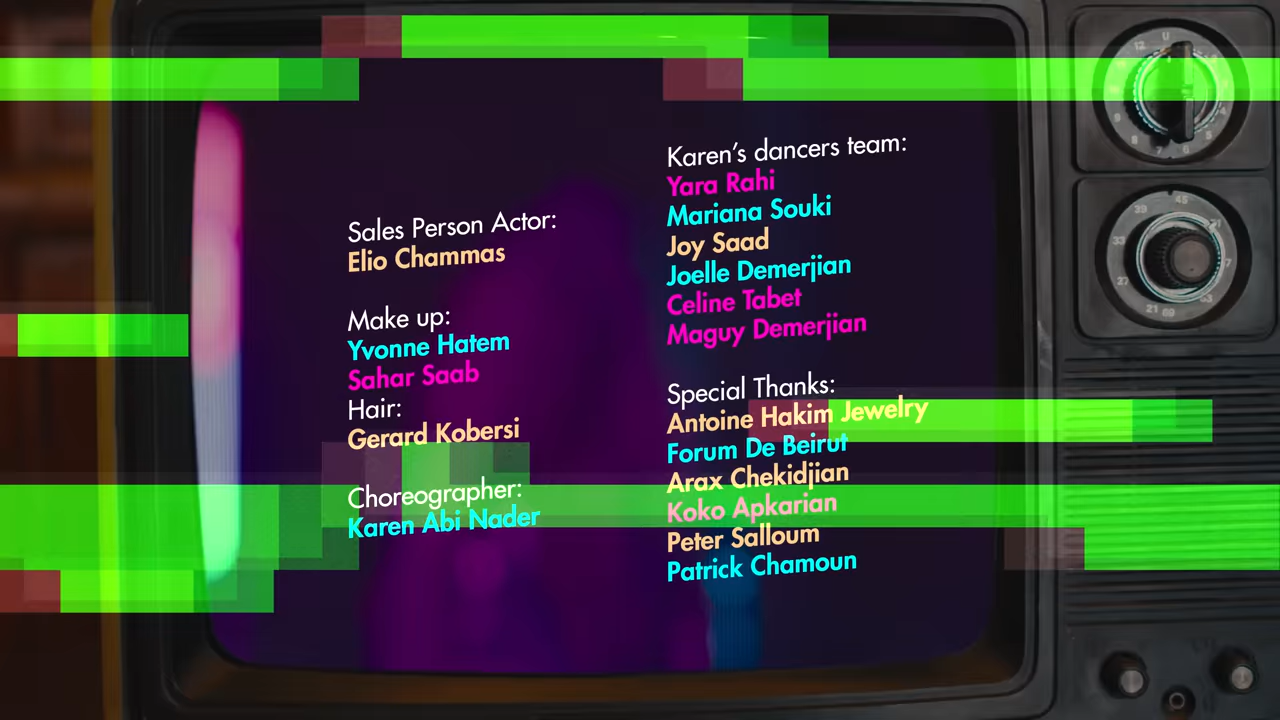 Sales Person Actor:
Elio Chammas
Make up:
Yvonne Hatem
Sahar Saab
Hair:
Gerard Kobersi
Choreographer:
Karen Abi Nader
Karen’s dancers team:
Yara Rahi
Mariana Souki
Joy Saad
Joelle Demerjian
Celine Tabet
Maguy Demerjian
Special Thanks:
Antoine Hakim Jewelry
Forum De Beirut
Arax Chekidjian
Koko Apkarian
Peter Salloum
Patrick Chamoun